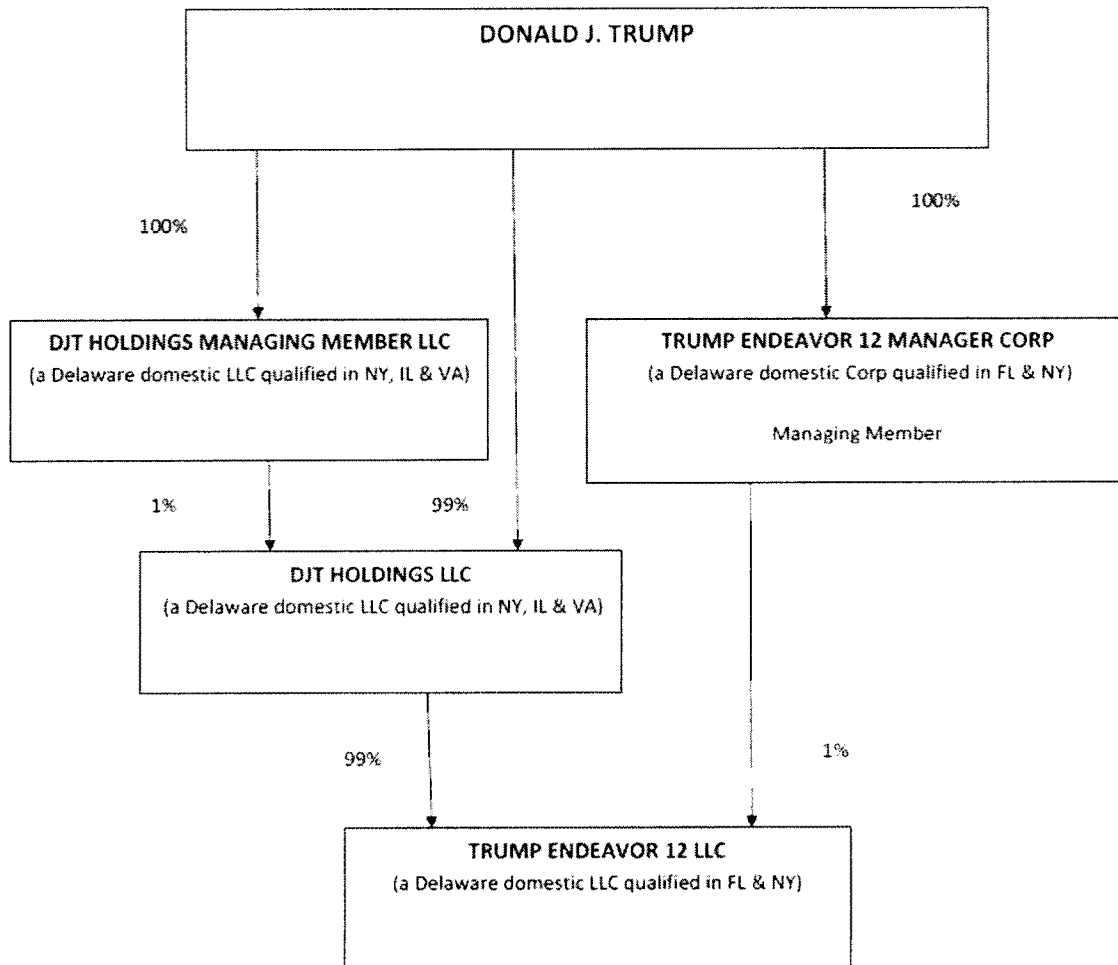 DONALD J. TRUMP
100%
100%
DJT HOLDINGS MANAGING MEMBER LLC
(a Delaware domestic LLC qualified in NY, IL & VA)
TRUMP ENDEAVOR 12 MANAGER CORP
(a Delaware domestic Corp qualified in FL & NY)
Managing Member
1%
99%
DJT HOLDINGS LLC
(a Delaware domestic LLC qualified in NY, IL & VA)
99%
1%
TRUMP ENDEAVOR 12 LLC
(a Delaware domestic LLC qualified in FL & NY)